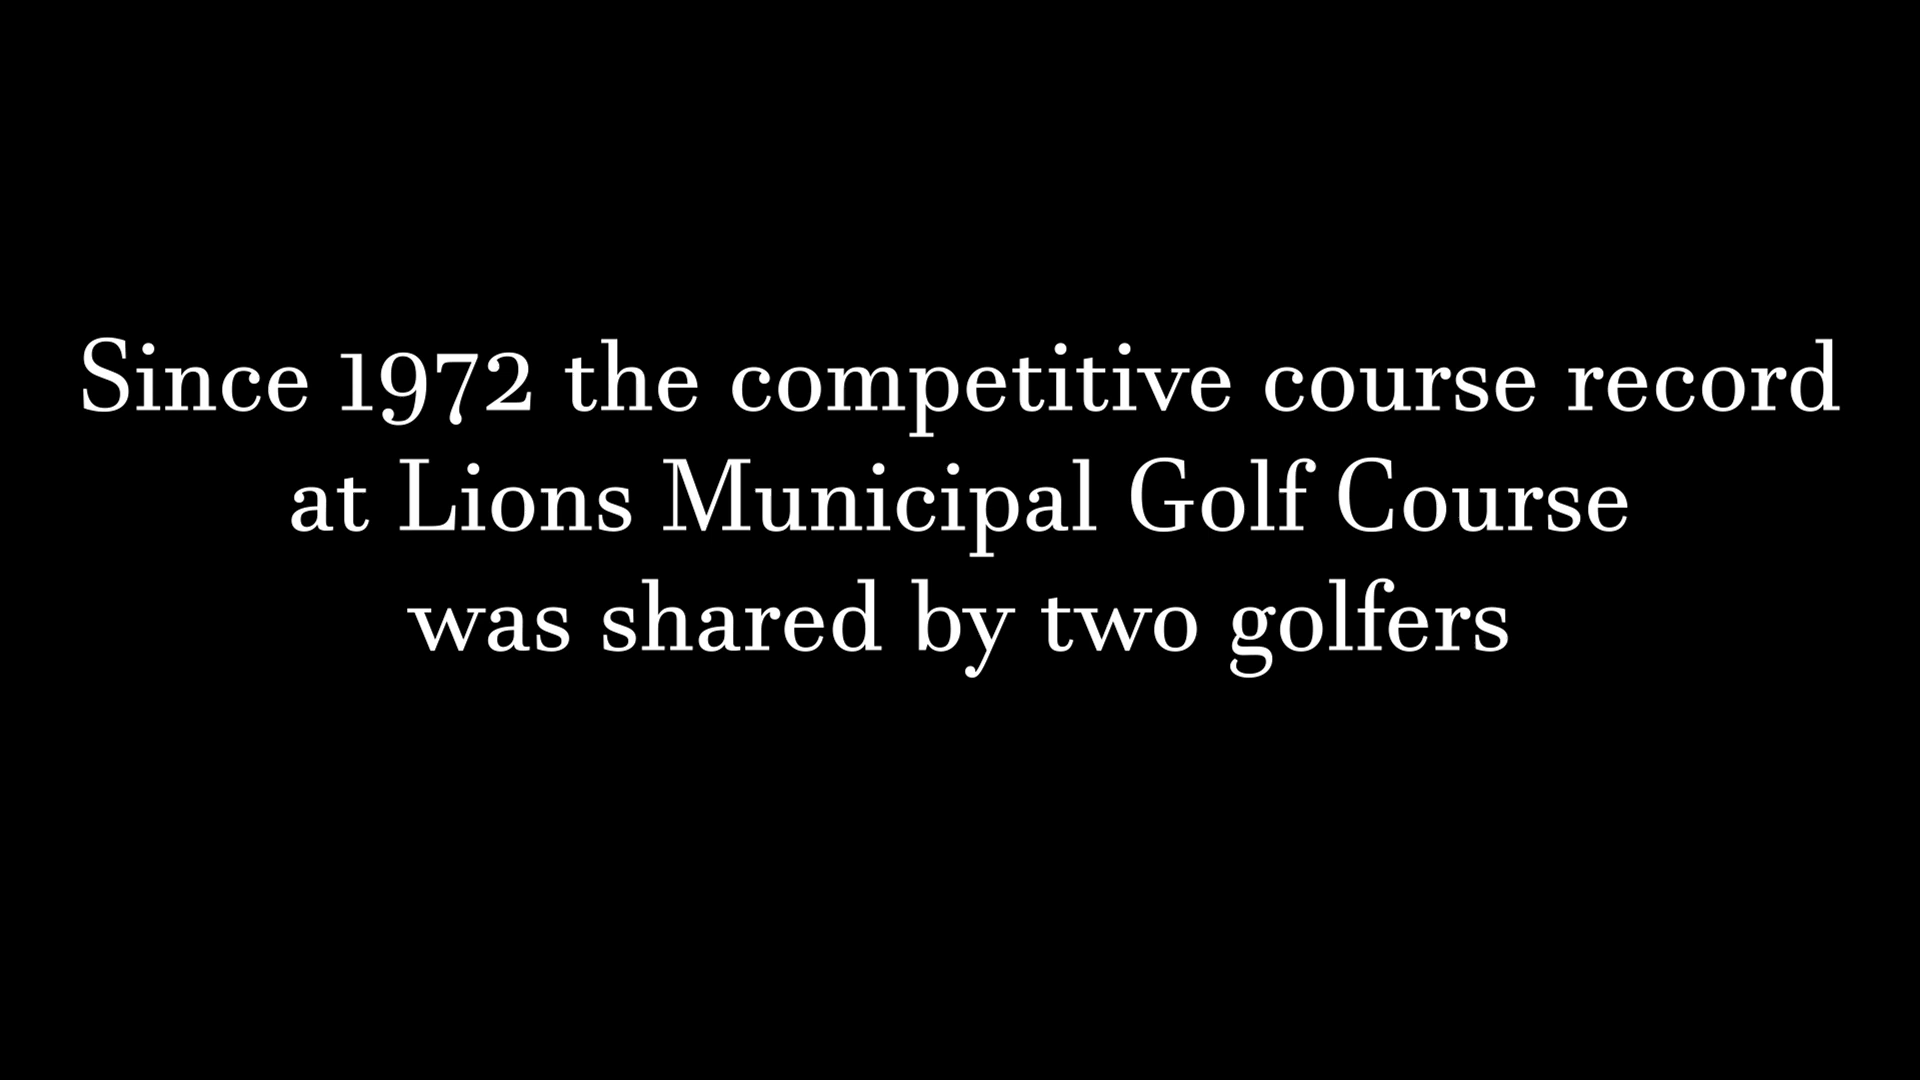 Since 1972 the competitive course record
at Lions Municipal Golf Course
was shared by two golfers